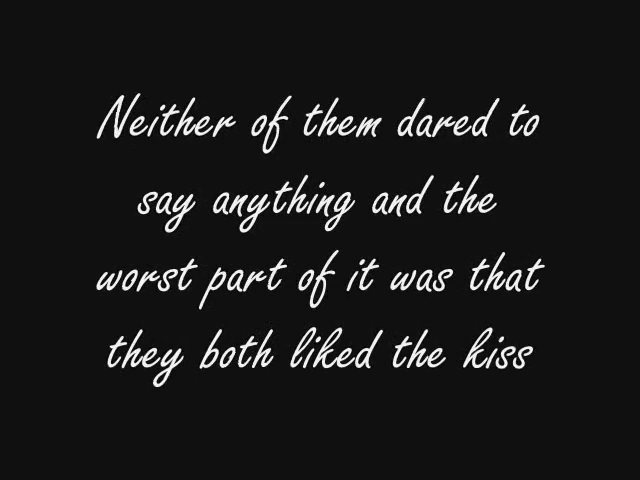 Neither of them dared to
say anything and the
worst part of it was that
they both liked the kiss